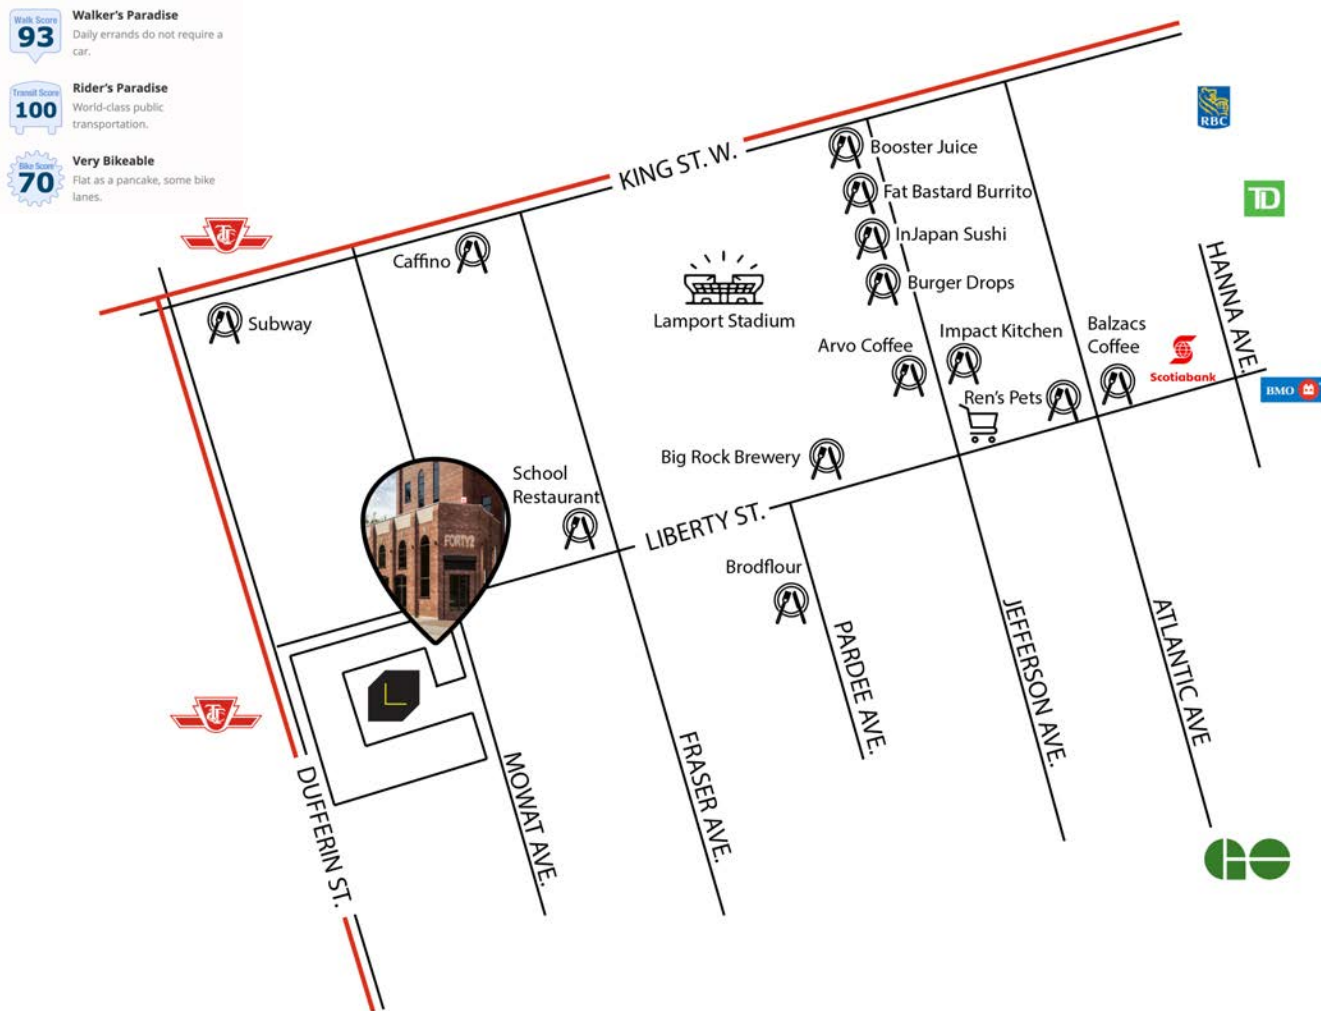 Walk Score
93
Walker's Paradise
Daily errands do not require a
car.
Transit Score
100
Rider's Paradise
World-class public
transportation.
Bike Score
70
Very Bikeable
Flat as a pancake, some bike
lanes.
KING ST. W.
RBC
Booster Juice
Fat Bastard Burrito
TD
InJapan Sushi
Caffino
Burger Drops
HANNA AVE.
Subway
Lamport Stadium
Impact Kitchen
Balzacs
Coffee
Arvo Coffee
Scotiabank
BMO
Ren's Pets
Big Rock Brewery
School
Restaurant
LIBERTY ST.
FORTY2
Brodflour
PARDEE AVE.
JEFFERSON AVE.
ATLANTIC AVE
TTC
TTC
DUFFERIN ST.
MOWAT AVE.
FRASER AVE.
GO